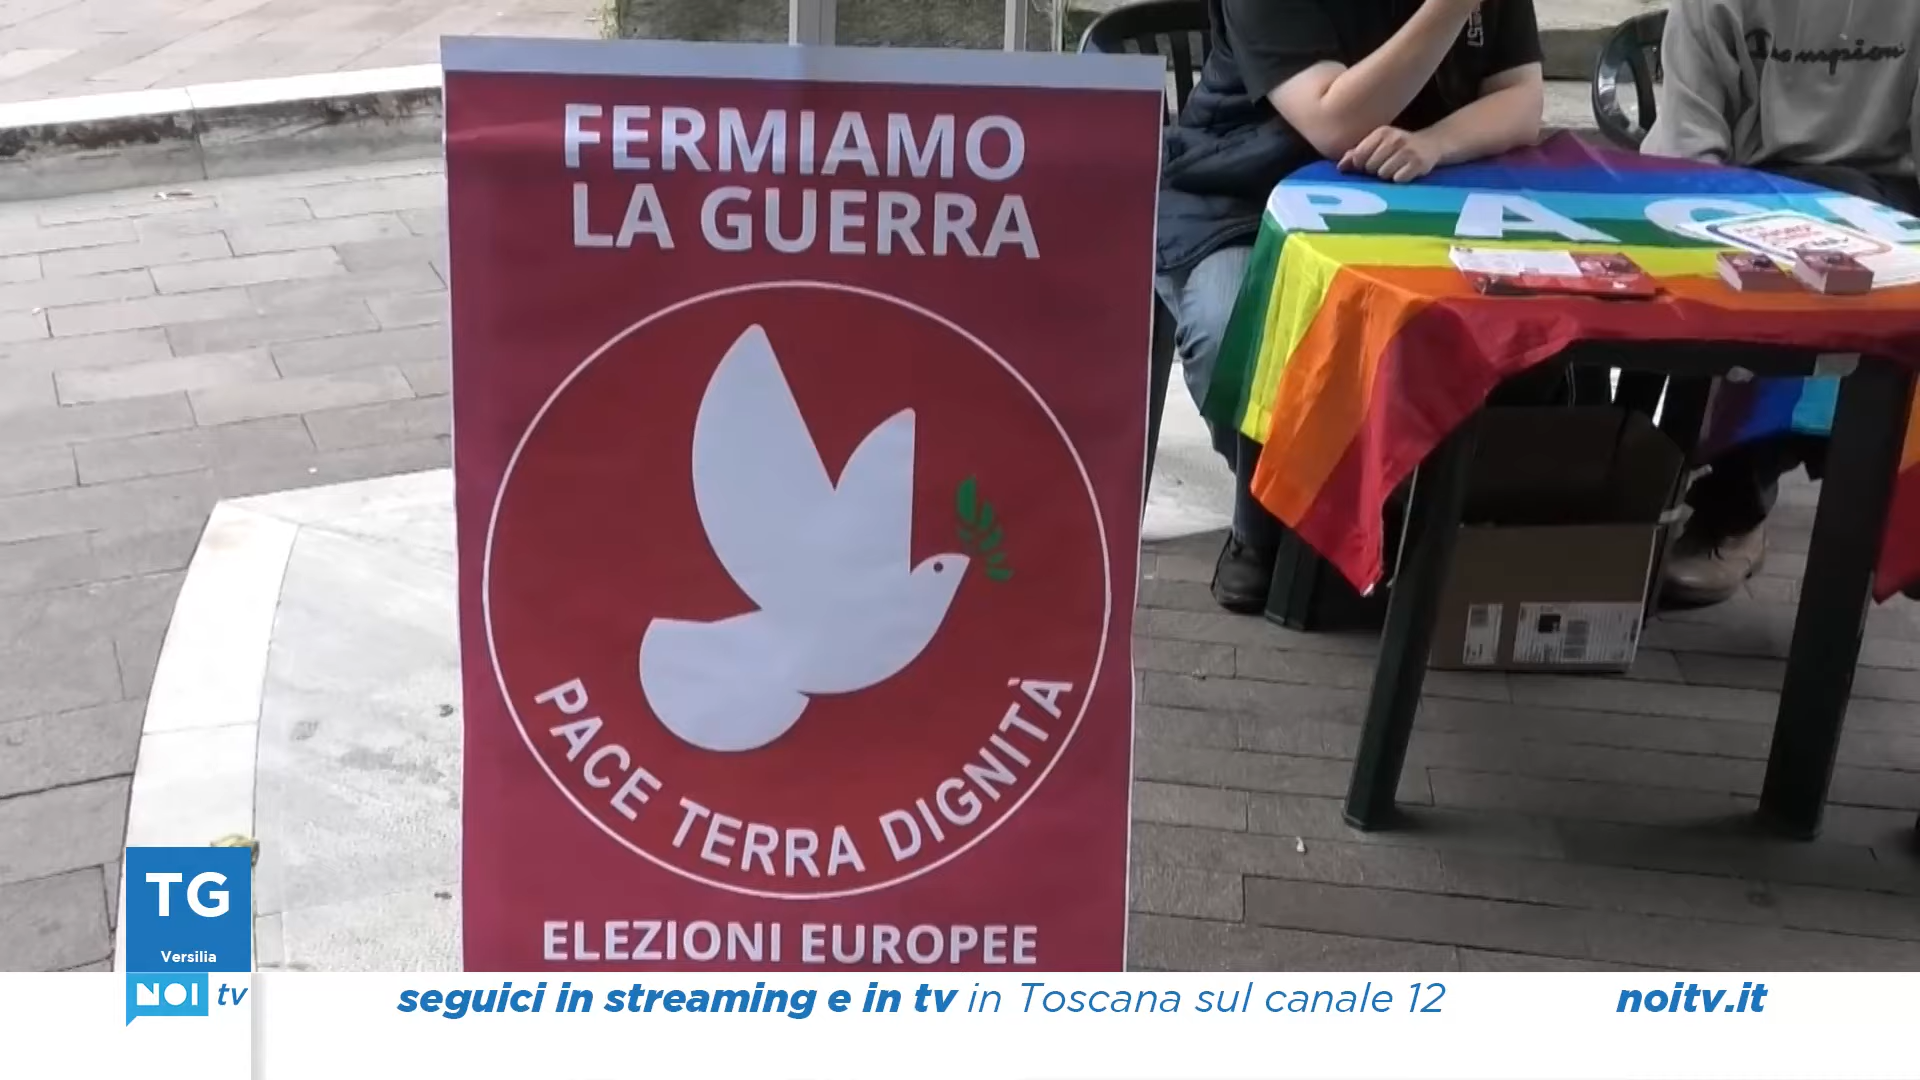 FERMIAMO
LA GUERRA
PACE TERRA DIGNITÀ
ELEZIONI EUROPEE
PACE
Champion
TG
Versilia
NOI tv
seguici in streaming e in tv in Toscana sul canale 12
noitv.it